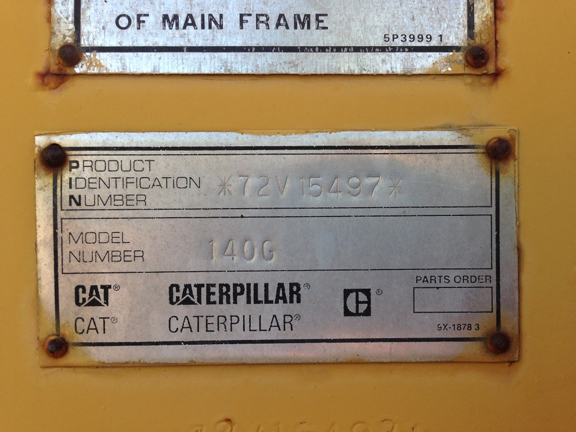 OF MAIN FRAME
5P3999 1
PRODUCT
IDENTIFICATION
NUMBER
*72V15497*
MODEL
NUMBER
140G
CAT® CATERPILLAR® C ®
CAT® CATERPILLAR®
PARTS ORDER
9X-1878 3